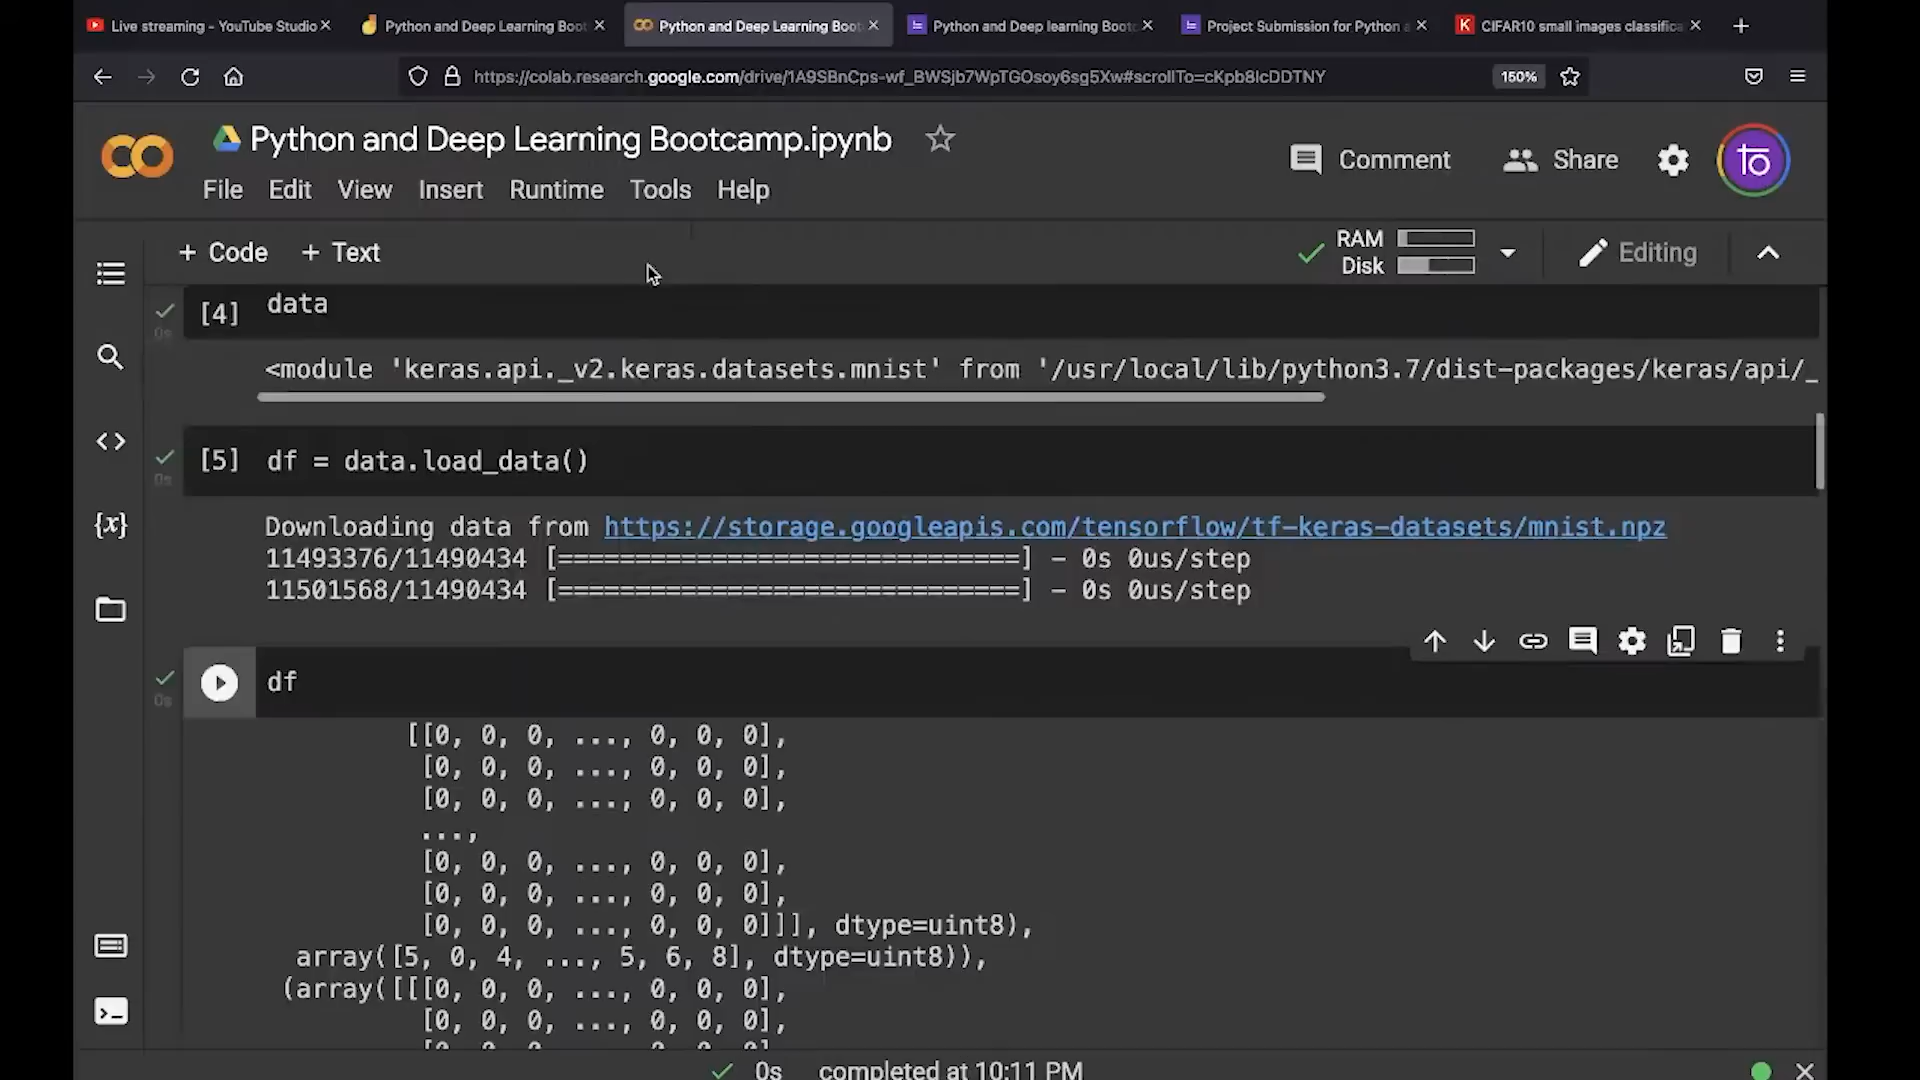 Live streaming - YouTube Studio
Python and Deep Learning Boot
Python and Deep Learning Boo
Python and Deep learning Boot
Project Submission for Python a
CIFAR10 small images classifica
https://colab.research.google.com/drive/1A9SBnCps-wf_BWSjb7WpTGOsoy6sg5Xw#scrollTo=cKpb8lcDDTNY
150%
Python and Deep Learning Bootcamp.ipynb
Comment
Share
to
File Edit View Insert Runtime Tools Help
+ Code + Text
RAM
Disk
Editing
[4] data
0s
<module 'keras.api._v2.keras.datasets.mnist' from '/usr/local/lib/python3.7/dist-packages/keras/api/_
[5] df = data.load_data()
0s
Downloading data from https://storage.googleapis.com/tensorflow/tf-keras-datasets/mnist.npz
11493376/11490434 [==============================] - 0s 0us/step
11501568/11490434 [==============================] - 0s 0us/step
{x}
df
0s
[[0, 0, 0, ..., 0, 0, 0],
[0, 0, 0, ..., 0, 0, 0],
[0, 0, 0, ..., 0, 0, 0],
...,
[0, 0, 0, ..., 0, 0, 0],
[0, 0, 0, ..., 0, 0, 0],
[0, 0, 0, ..., 0, 0, 0]]], dtype=uint8),
array([5, 0, 4, ..., 5, 6, 8], dtype=uint8)),
(array([[[0, 0, 0, ..., 0, 0, 0],
[0, 0, 0, ..., 0, 0, 0],
0s completed at 10:11 PM